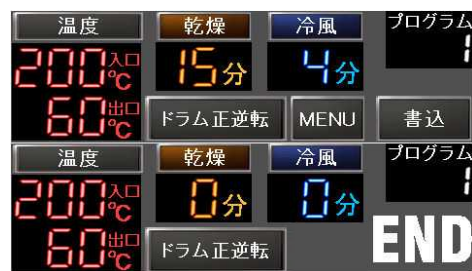 温度 乾燥 冷風 プログラム
200入口℃ 15分 4分 1
60出口℃ ドラム正逆転 MENU 書込
温度 乾燥 冷風 プログラム
200入口℃ 0分 0分 1
60出口℃ ドラム正逆転 END